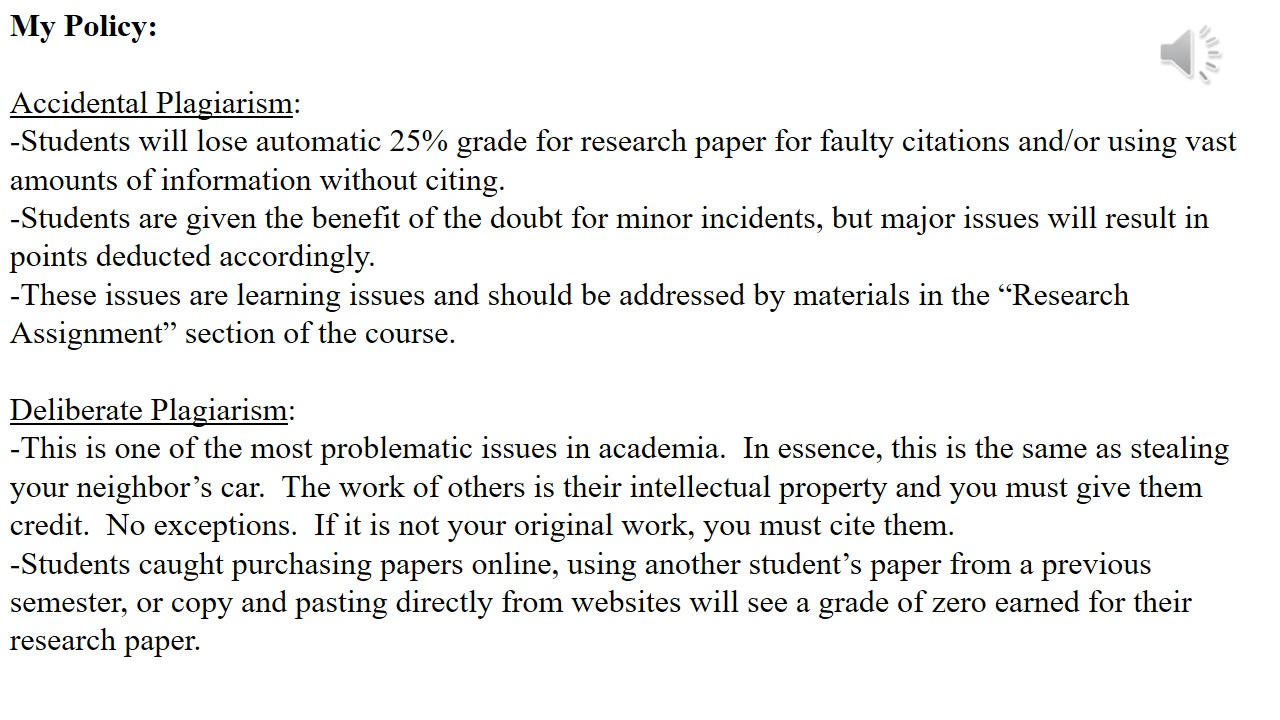 My Policy:
Accidental Plagiarism:
-Students will lose automatic 25% grade for research paper for faulty citations and/or using vast
amounts of information without citing.
-Students are given the benefit of the doubt for minor incidents, but major issues will result in
points deducted accordingly.
-These issues are learning issues and should be addressed by materials in the “Research
Assignment” section of the course.
Deliberate Plagiarism:
-This is one of the most problematic issues in academia.  In essence, this is the same as stealing
your neighbor’s car.  The work of others is their intellectual property and you must give them
credit.  No exceptions.  If it is not your original work, you must cite them.
-Students caught purchasing papers online, using another student’s paper from a previous
semester, or copy and pasting directly from websites will see a grade of zero earned for their
research paper.